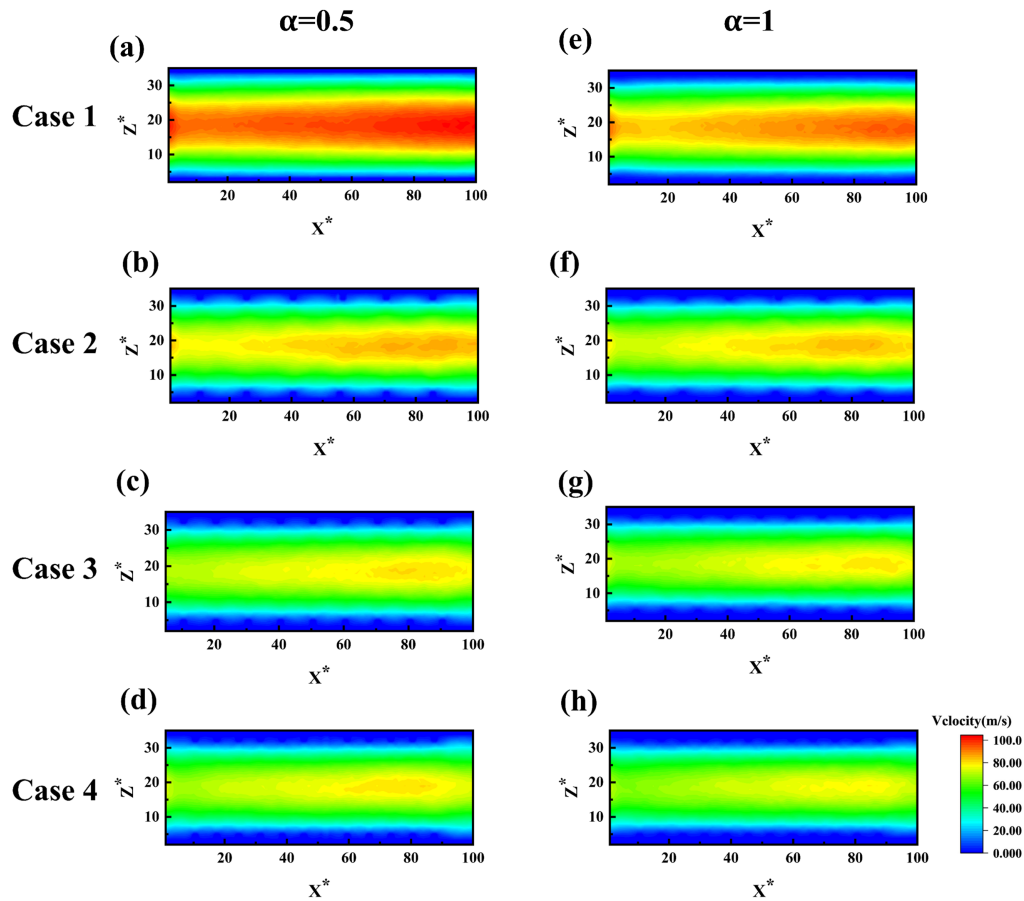 α=0.5 α=1
(a) (e)
Case 1
Z* 30 20 10
20 40 60 80 100
X*
Z* 30 20 10
20 40 60 80 100
X*
(b) (f)
Case 2
Z* 30 20 10
20 40 60 80 100
X*
Z* 30 20 10
20 40 60 80 100
X*
(c) (g)
Case 3
Z* 30 20 10
20 40 60 80 100
X*
Z* 30 20 10
20 40 60 80 100
X*
(d) (h)
Case 4
Z* 30 20 10
20 40 60 80 100
X*
Z* 30 20 10
20 40 60 80 100
X*
Vclocity(m/s)
100.0
80.00
60.00
40.00
20.00
0.000